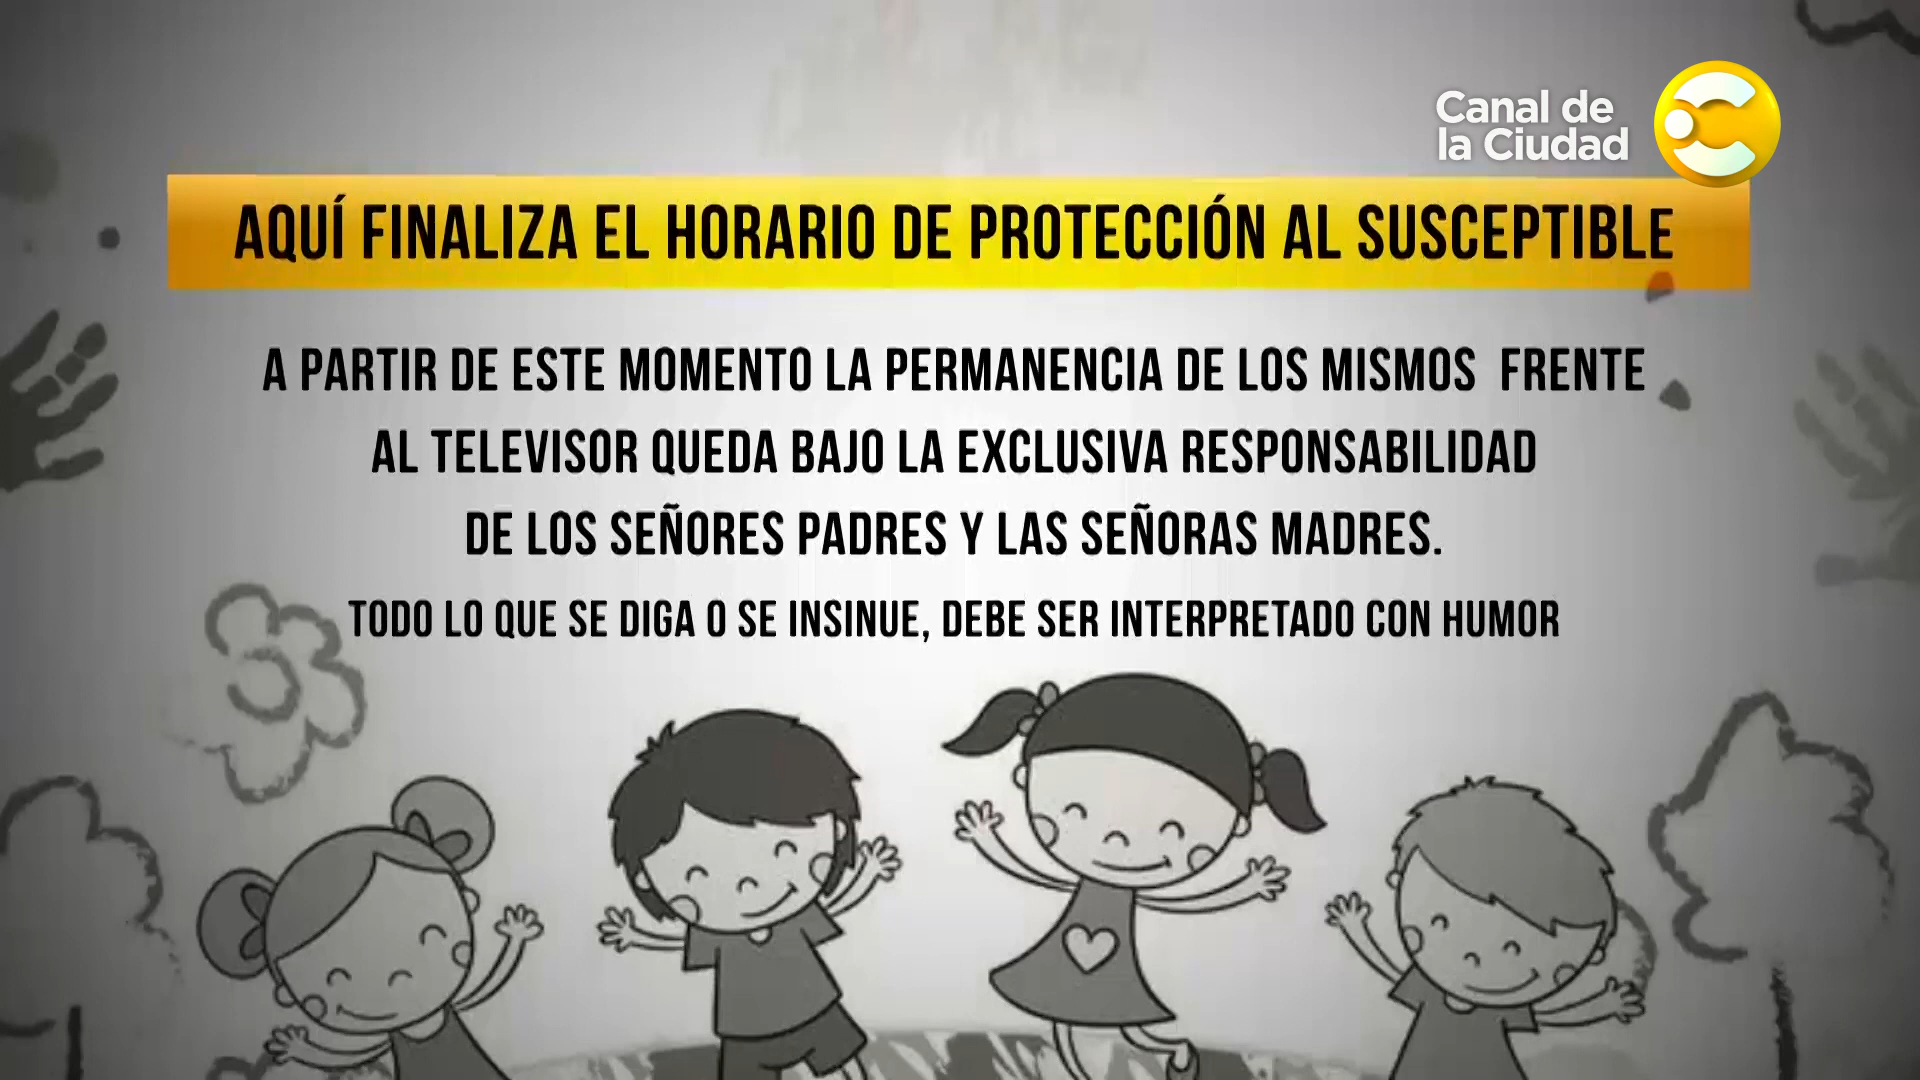 Canal de
la Ciudad
AQUÍ FINALIZA EL HORARIO DE PROTECCIÓN AL SUSCEPTIBLE
A PARTIR DE ESTE MOMENTO LA PERMANENCIA DE LOS MISMOS FRENTE
AL TELEVISOR QUEDA BAJO LA EXCLUSIVA RESPONSABILIDAD
DE LOS SEÑORES PADRES Y LAS SEÑORAS MADRES.
TODO LO QUE SE DIGA O SE INSINUE, DEBE SER INTERPRETADO CON HUMOR